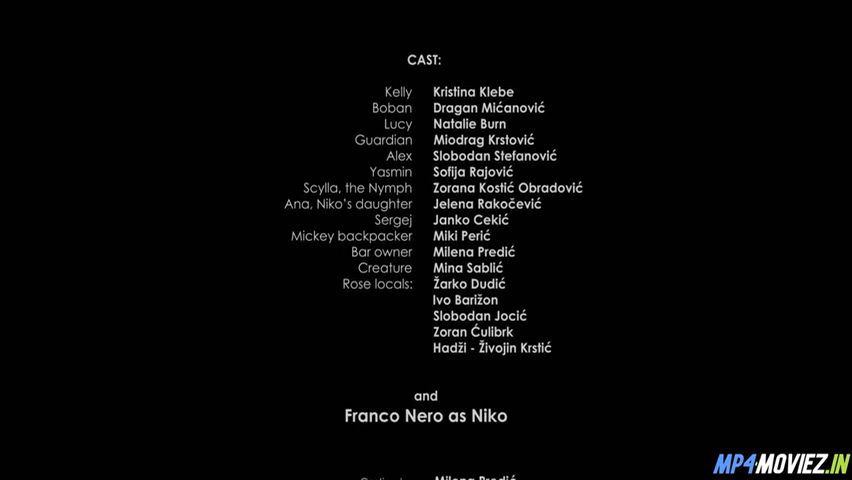 CAST:
Kelly Kristina Klebe
Boban Dragan Mićanović
Lucy Natalie Burn
Guardian Miodrag Krstović
Alex Slobodan Stefanović
Yasmin Sofija Rajović
Scylla, the Nymph Zorana Kostić Obradović
Ana, Niko's daughter Jelena Rakočević
Sergej Janko Cekić
Mickey backpacker Miki Perić
Bar owner Milena Predić
Creature Mina Sablić
Rose locals: Žarko Dudić
Ivo Barižon
Slobodan Jocić
Zoran Ćulibrk
Hadži - Živojin Krstić
and
Franco Nero as Niko
Milena Predić
MP4MOVIEZ.IN